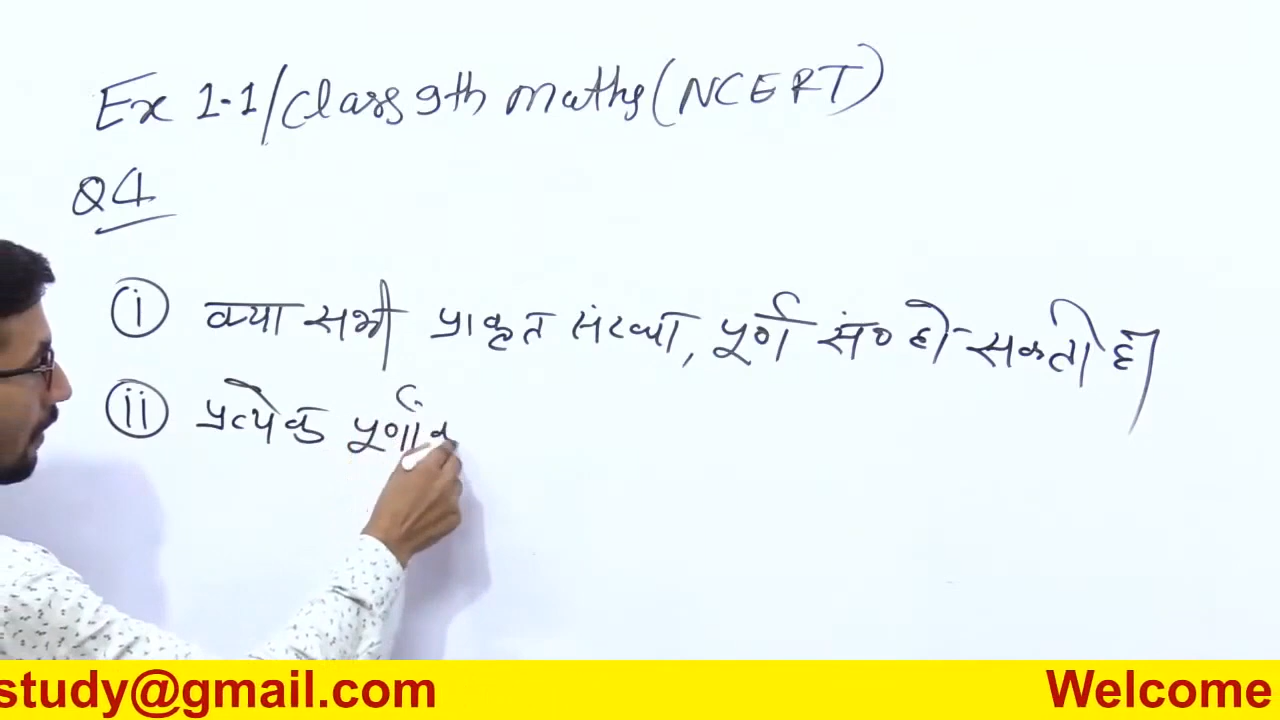 Ex 1.1/Class 9th maths (NCERT)
Q4
(i) क्या सभी प्राकृत संख्या, पूर्ण सं० हो सकती है।
(ii) प्रत्येक पूर्णांक
study@gmail.com Welcome